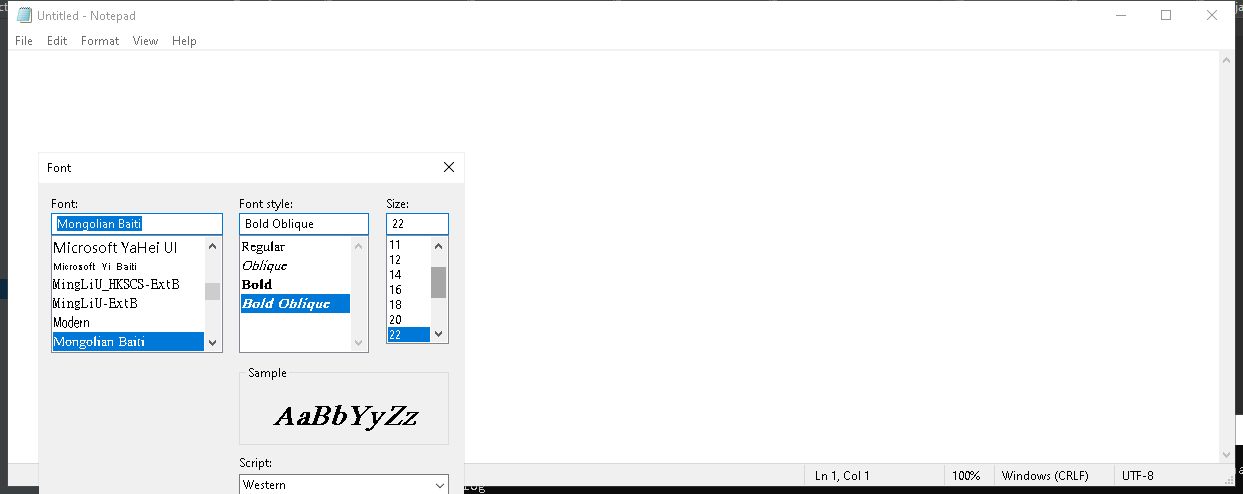 Untitled - Notepad
File Edit Format View Help
Font
Font: Font style: Size:
Mongolian Baiti Bold Oblique 22
Microsoft YaHei UI
Microsoft Yi Baiti
MingLiU_HKSCS-ExtB
MingLiU-ExtB
Modern
Mongolian Baiti
Regular
Oblique
Bold
Bold Oblique
11
12
14
16
18
20
22
Sample
AaBbYyZz
Script:
Western
Ln 1, Col 1 100% Windows (CRLF) UTF-8